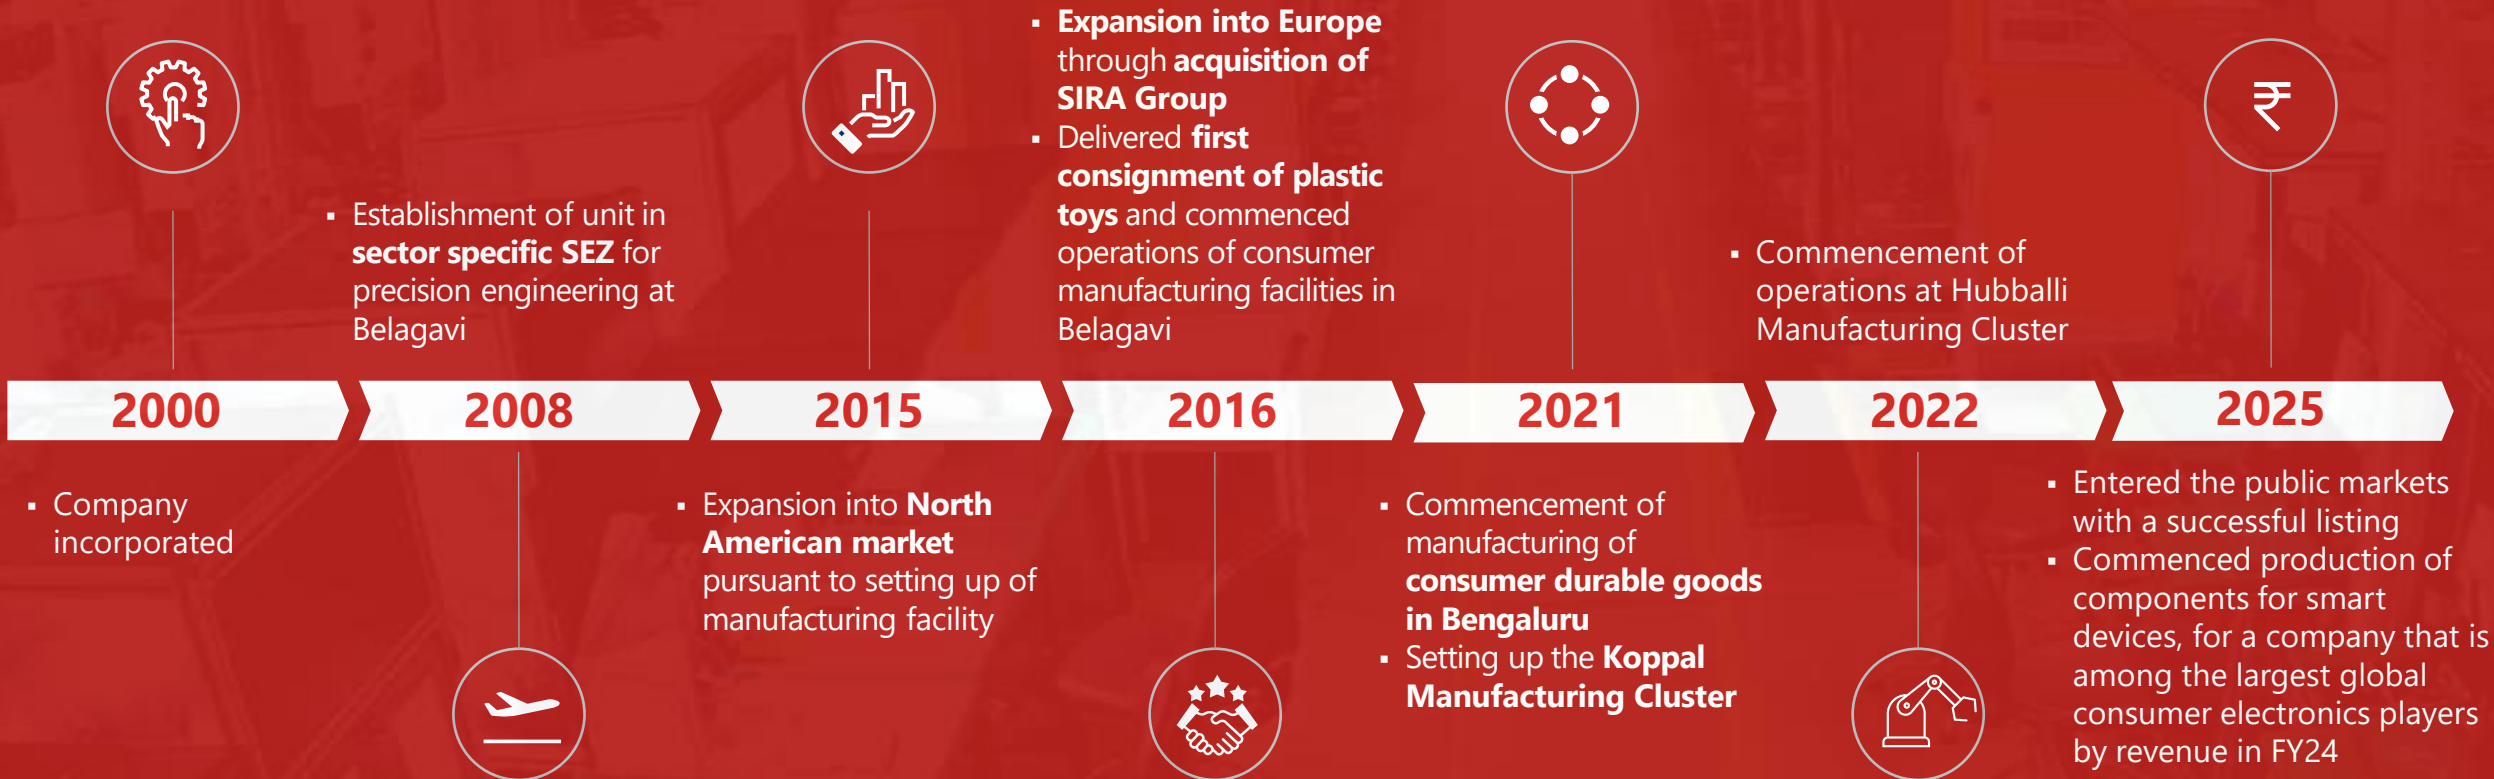 2000
▪ Company
incorporated
2008
▪ Establishment of unit in
sector specific SEZ for
precision engineering at
Belagavi
2015
▪ Expansion into North
American market
pursuant to setting up of
manufacturing facility
2016
▪ Expansion into Europe
through acquisition of
SIRA Group
▪ Delivered first
consignment of plastic
toys and commenced
operations of consumer
manufacturing facilities in
Belagavi
2021
▪ Commencement of
manufacturing of
consumer durable goods
in Bengaluru
▪ Setting up the Koppal
Manufacturing Cluster
2022
▪ Commencement of
operations at Hubballi
Manufacturing Cluster
₹
2025
▪ Entered the public markets
with a successful listing
▪ Commenced production of
components for smart
devices, for a company that is
among the largest global
consumer electronics players
by revenue in FY24